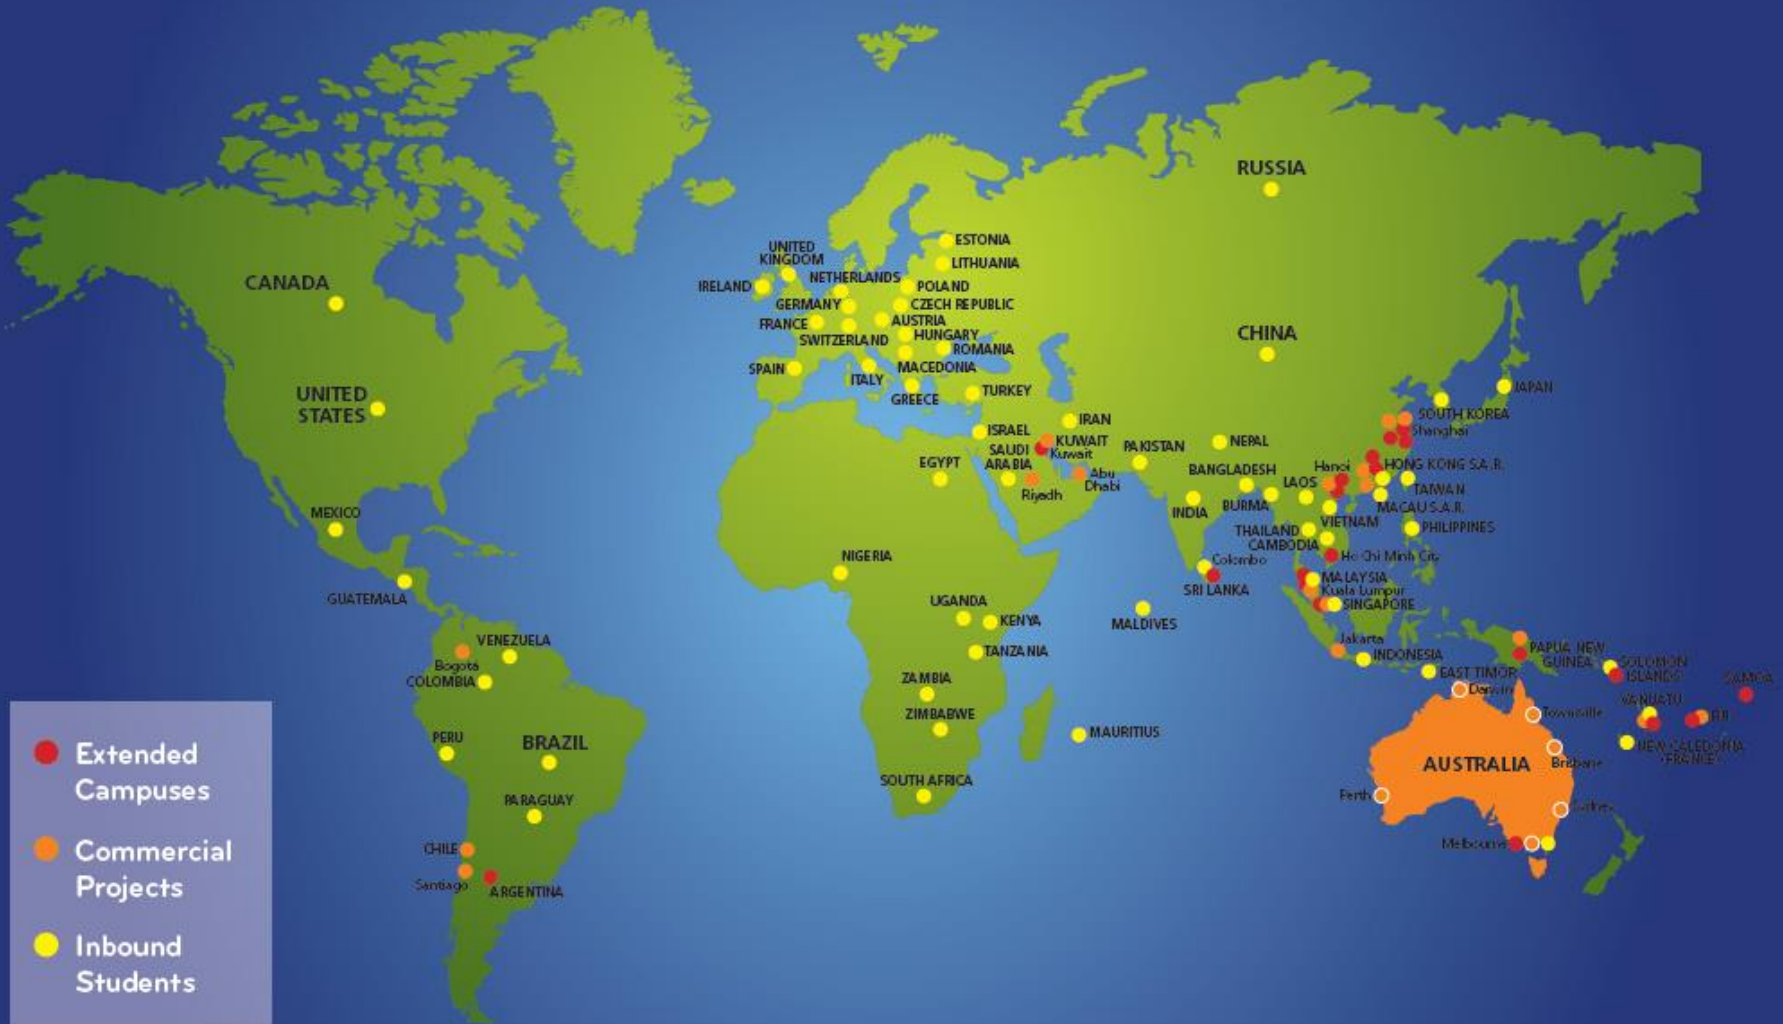 RUSSIA
ESTONIA
UNITED
KINGDOM
LITHUANIA
NETHERLANDS
IRELAND
POLAND
CANADA
GERMANY
CZECH REPUBLIC
FRANCE
AUSTRIA
CHINA
HUNGARY
SWITZERLAND
ROMANIA
SPAIN
MACEDONIA
ITALY
JAPAN
TURKEY
UNITED
STATES
GREECE
SOUTH KOREA
IRAN
ISRAEL
Shanghai
KUWAIT
NEPAL
SAUDI
ARABIA
Kuwait
PAKISTAN
EGYPT
HONG KONG S.A.R.
Hanoi
BANGLADESH
Abu
Dhabi
LAOS
TAIWAN
Riyadh
BURMA
MACAU S.A.R.
INDIA
MEXICO
VIETNAM
PHILIPPINES
THAILAND
CAMBODIA
NIGERIA
Ho Chi Minh City
Colombo
MALAYSIA
SRI LANKA
Kuala Lumpur
GUATEMALA
UGANDA
SINGAPORE
KENYA
MALDIVES
VENEZUELA
Jakarta
PAPUA NEW
GUINEA
TANZANIA
INDONESIA
Bogotá
SOLOMON
ISLANDS
EAST TIMOR
ZAMBIA
SAMOA
COLOMBIA
Darwin
VANUATU
ZIMBABWE
Townsville
FIJI
MAURITIUS
PERU
BRAZIL
NEW CALEDONIA
(FRANCE)
AUSTRALIA
Brisbane
SOUTH AFRICA
Perth
PARAGUAY
Sydney
Melbourne
CHILE
Santiago
ARGENTINA
Extended
Campuses
Commercial
Projects
Inbound
Students